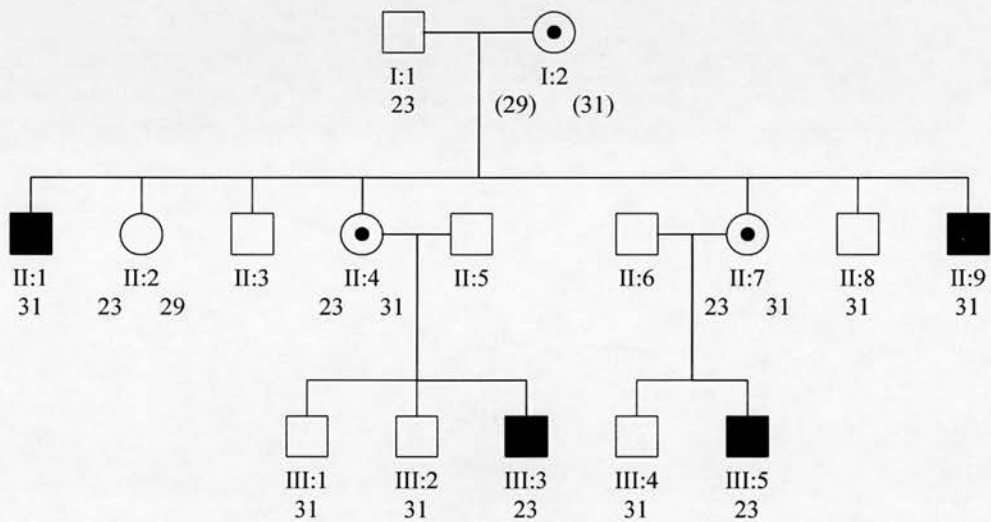 I:1 I:2
23 (29) (31)
II:1 II:2 II:3 II:4 II:5 II:6 II:7 II:8 II:9
31 23 29 23 31 23 31 31 31
III:1 III:2 III:3 III:4 III:5
31 31 23 31 23